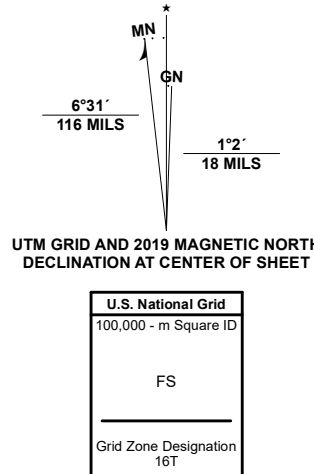 MN
GN
6°31´
116 MILS
1°2´
18 MILS
UTM GRID AND 2019 MAGNETIC NORTH
DECLINATION AT CENTER OF SHEET
U.S. National Grid
100,000 - m Square ID
FS
Grid Zone Designation
16T